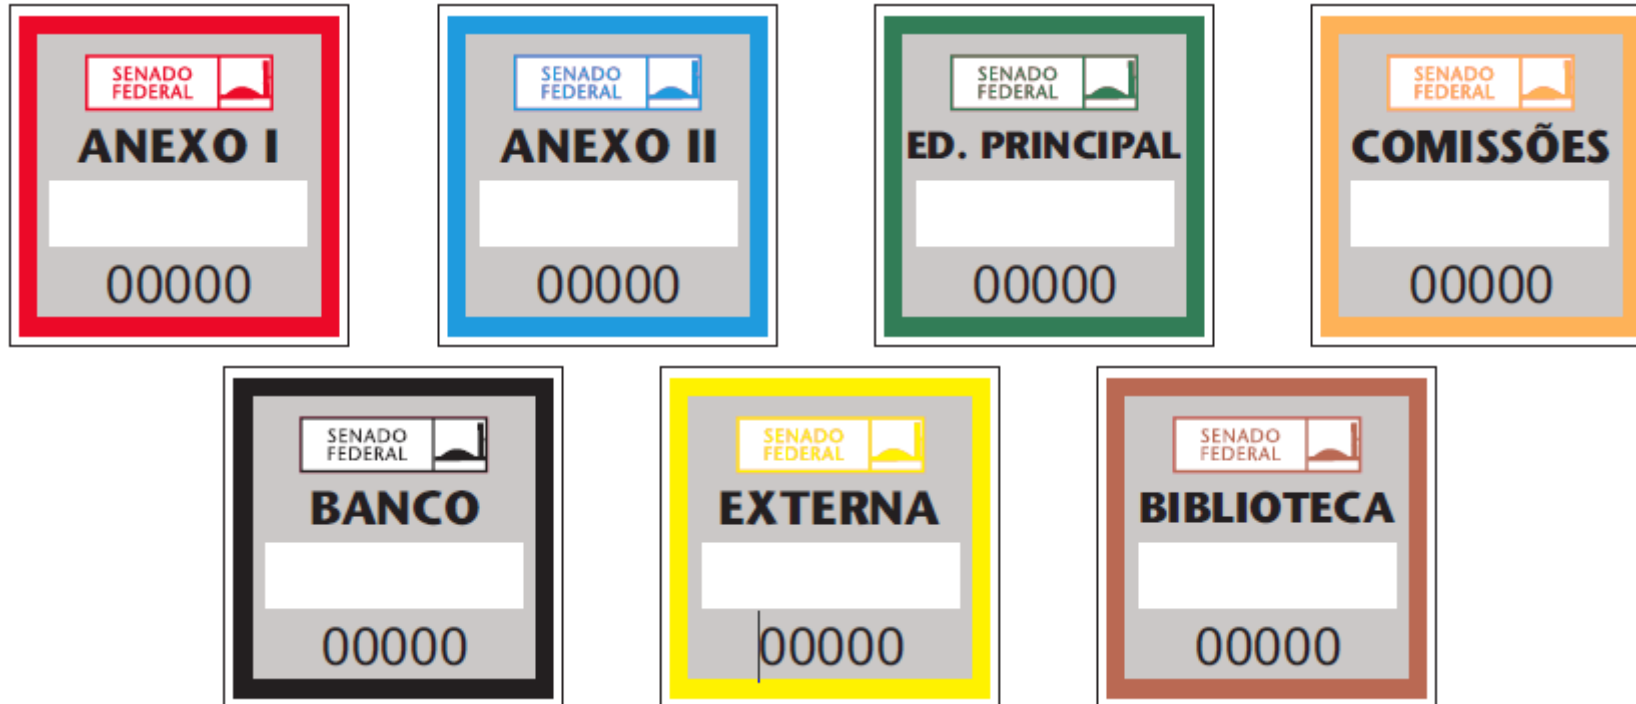 SENADO
FEDERAL
ANEXO I
00000
SENADO
FEDERAL
ANEXO II
00000
SENADO
FEDERAL
ED. PRINCIPAL
00000
SENADO
FEDERAL
COMISSÕES
00000
SENADO
FEDERAL
BANCO
00000
SENADO
FEDERAL
EXTERNA
00000
SENADO
FEDERAL
BIBLIOTECA
00000